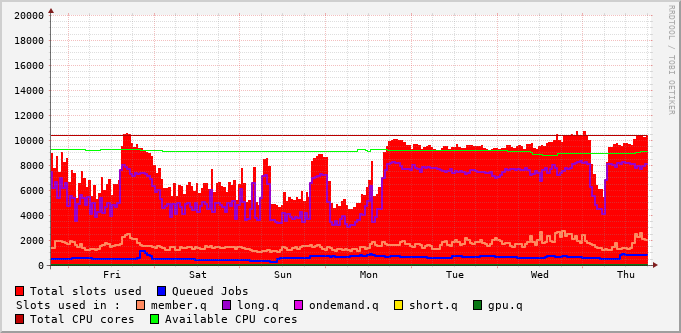 20000
18000
16000
14000
12000
10000
8000
6000
4000
2000
0
Fri Sat Sun Mon Tue Wed Thu
Total slots used Queued Jobs
Slots used in : member.q long.q ondemand.q short.q gpu.q
Total CPU cores Available CPU cores
RRDTOOL / TOBI OETIKER